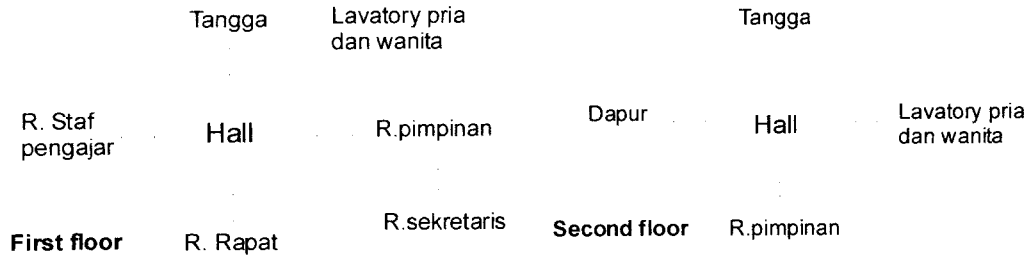 Tangga
Lavatory pria
dan wanita
R. Staf
pengajar
Hall
R.pimpinan
R.sekretaris
First floor
R. Rapat
Tangga
Dapur
Hall
Lavatory pria
dan wanita
Second floor
R.pimpinan